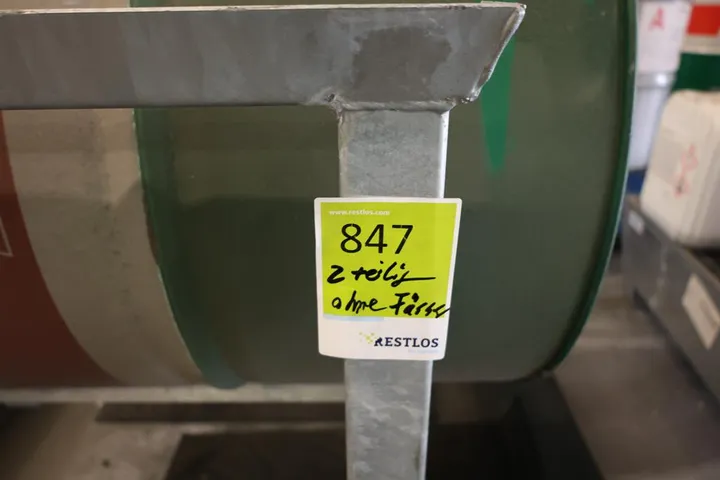 www.restlos.com
847
2 teilig
ohne Fässer
RESTLOS
A